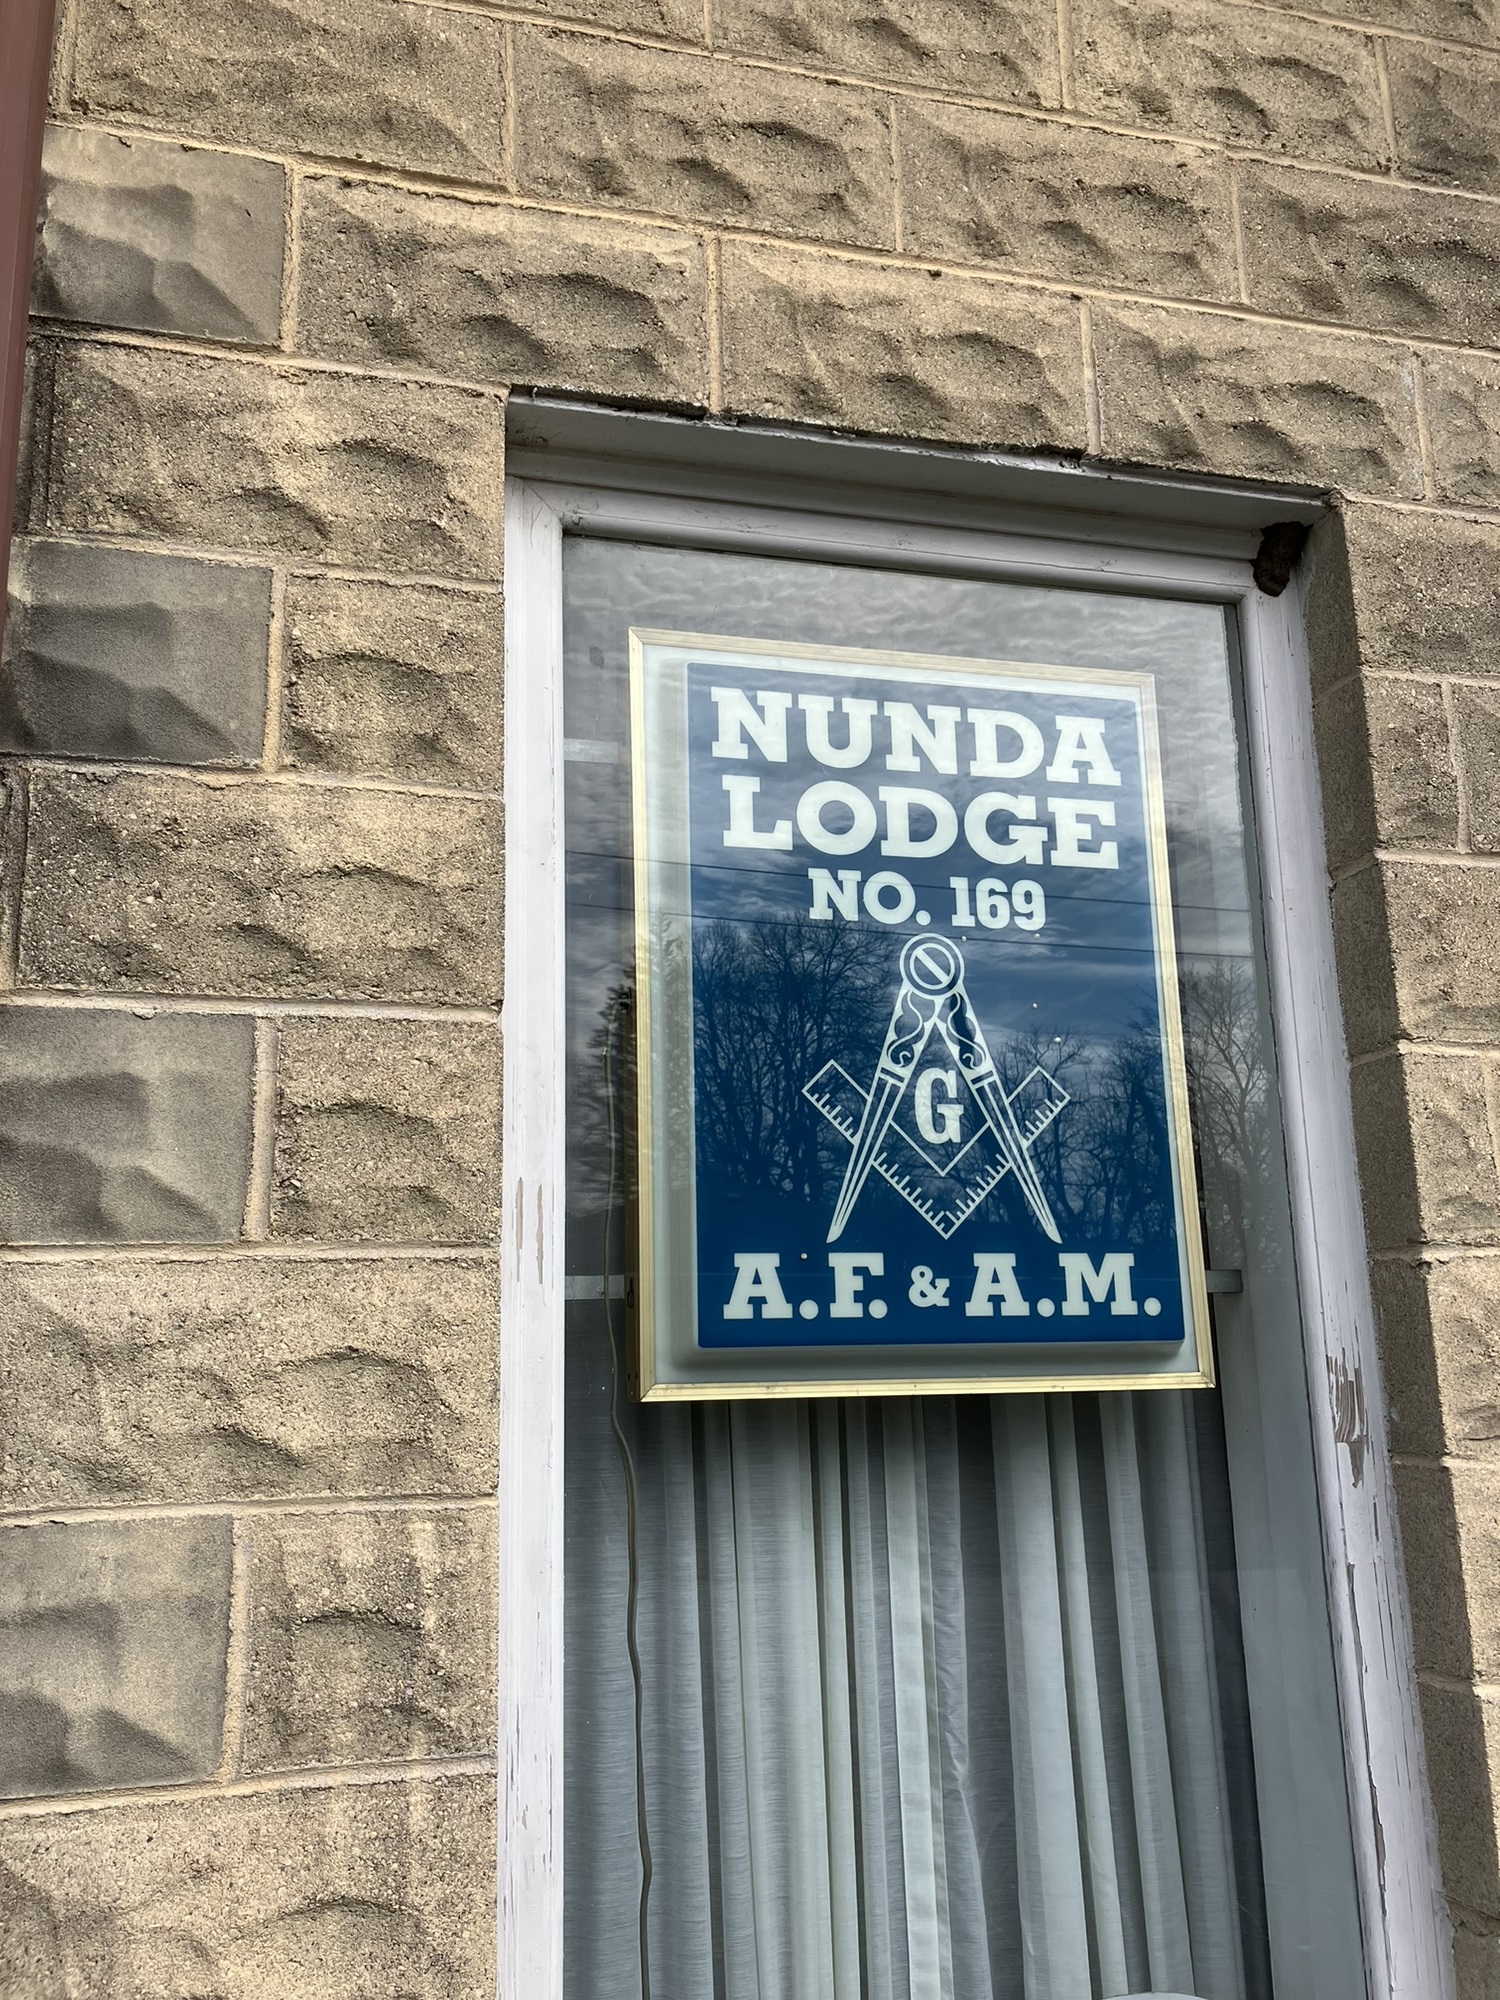 NUNDA
LODGE
NO. 169
G
A.F. & A.M.